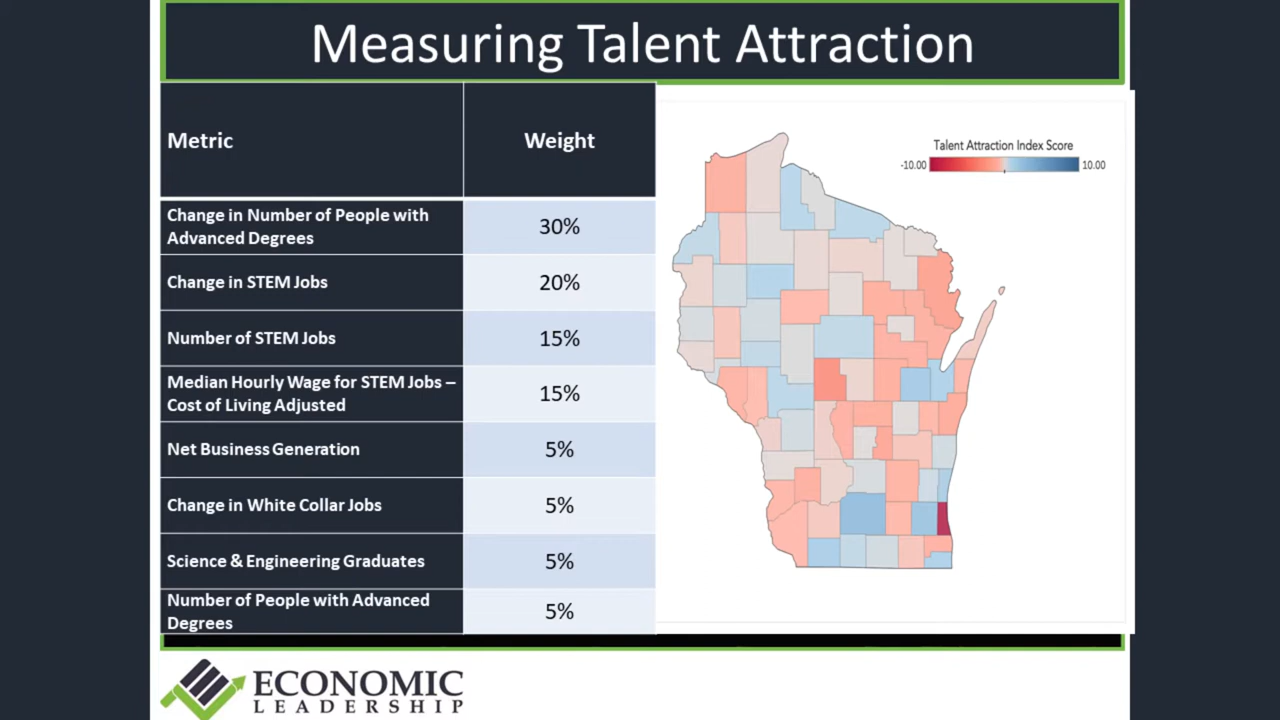 Measuring Talent Attraction
Metric
Weight
Change in Number of People with
Advanced Degrees
30%
Change in STEM Jobs
20%
Number of STEM Jobs
15%
Median Hourly Wage for STEM Jobs –
Cost of Living Adjusted
15%
Net Business Generation
5%
Change in White Collar Jobs
5%
Science & Engineering Graduates
5%
Number of People with Advanced
Degrees
5%
Talent Attraction Index Score
-10.00
10.00
ECONOMIC
LEADERSHIP